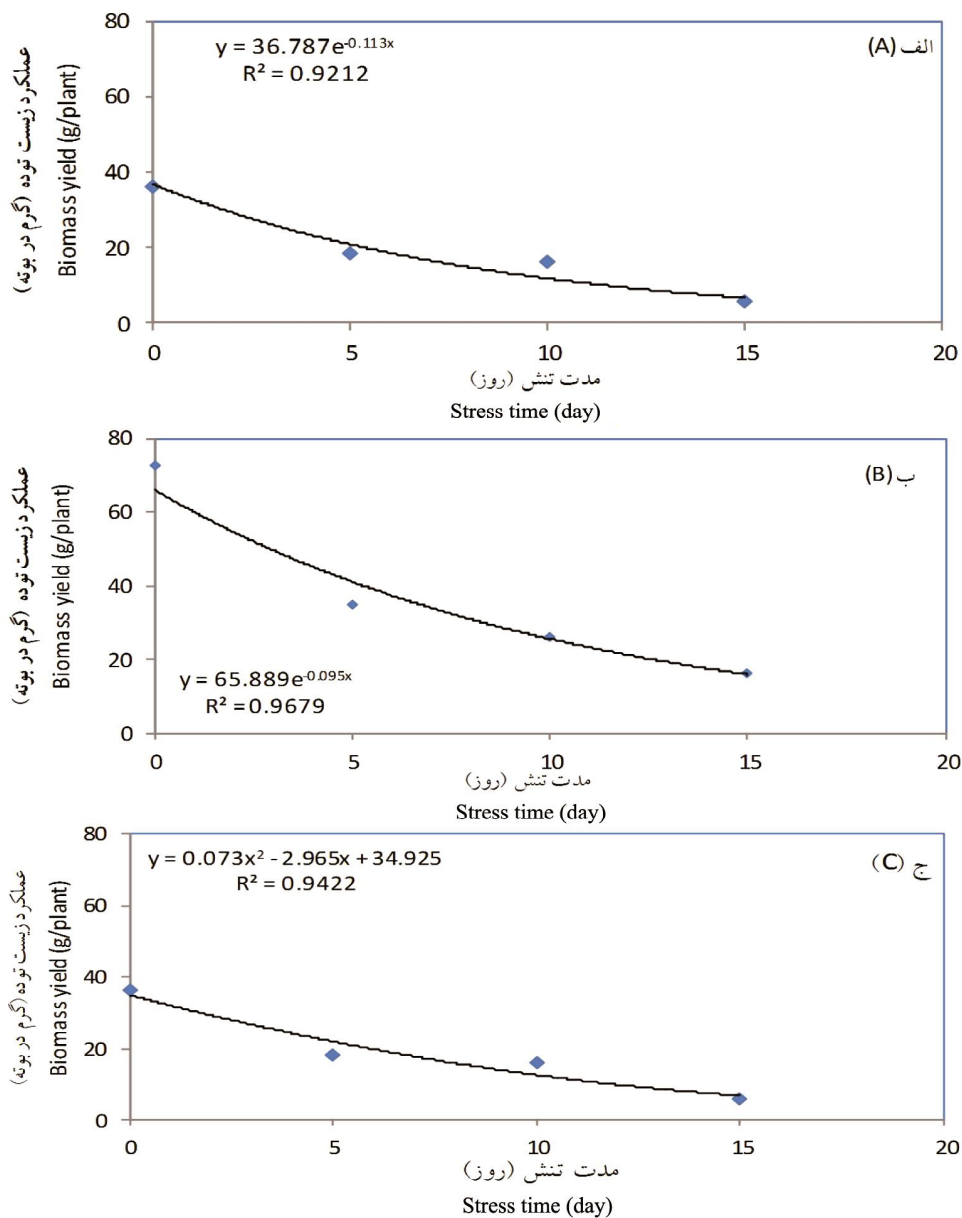 الف (A)
y = 36.787e^-0.113x
R² = 0.9212
عملکرد زیست توده (گرم در بوته)
Biomass yield (g/plant)
80
60
40
20
0
0 5 10 15 20
مدت تنش (روز)
Stress time (day)
ب (B)
y = 65.889e^-0.095x
R² = 0.9679
عملکرد زیست توده (گرم در بوته)
Biomass yield (g/plant)
80
60
40
20
0
0 5 10 15 20
مدت تنش (روز)
Stress time (day)
ج (C)
y = 0.073x² - 2.965x + 34.925
R² = 0.9422
عملکرد زیست توده (گرم در بوته)
Biomass yield (g/plant)
80
60
40
20
0
0 5 10 15 20
مدت تنش (روز)
Stress time (day)